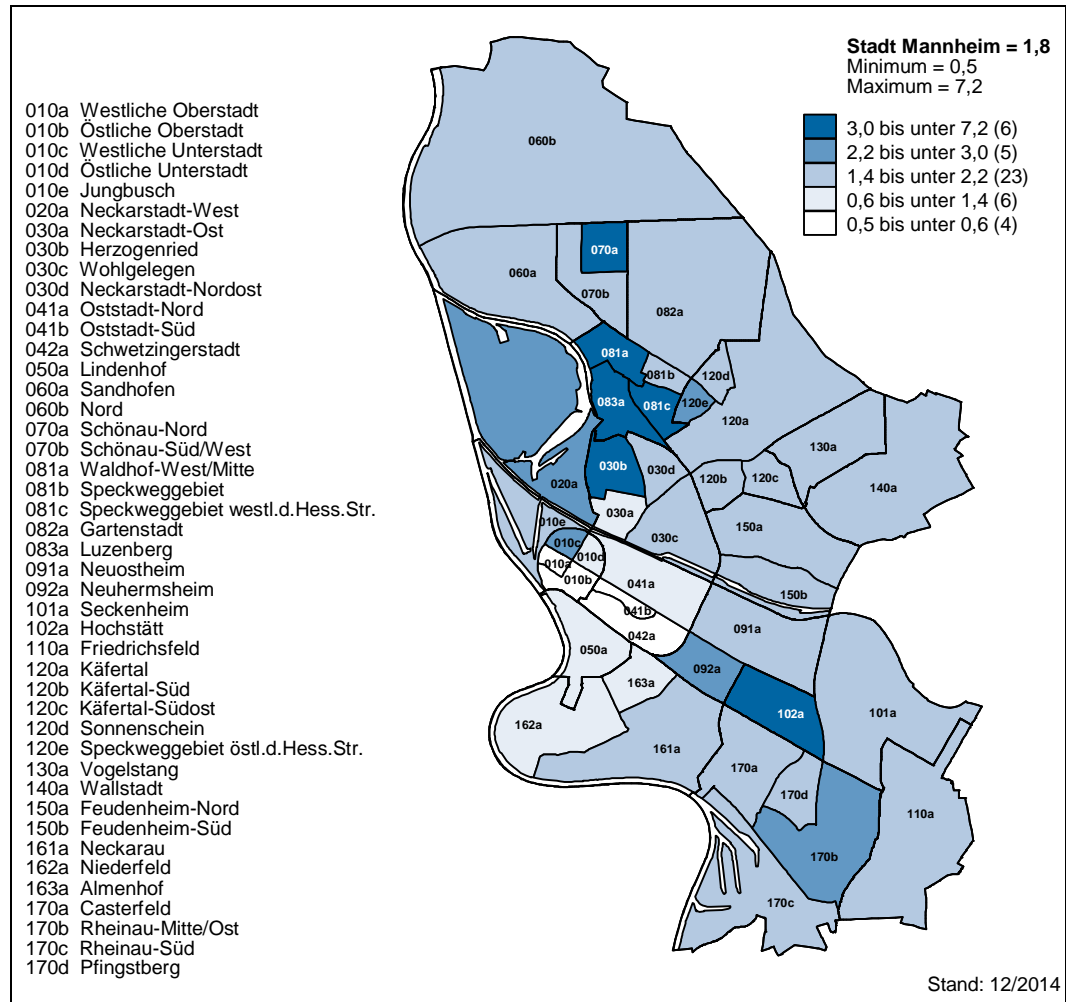 Stadt Mannheim = 1,8
Minimum = 0,5
Maximum = 7,2
3,0 bis unter 7,2 (6)
2,2 bis unter 3,0 (5)
1,4 bis unter 2,2 (23)
0,6 bis unter 1,4 (6)
0,5 bis unter 0,6 (4)
010a Westliche Oberstadt
010b Östliche Oberstadt
010c Westliche Unterstadt
010d Östliche Unterstadt
010e Jungbusch
020a Neckarstadt-West
030a Neckarstadt-Ost
030b Herzogenried
030c Wohlgelegen
030d Neckarstadt-Nordost
041a Oststadt-Nord
041b Oststadt-Süd
042a Schwetzingerstadt
050a Lindenhof
060a Sandhofen
060b Nord
070a Schönau-Nord
070b Schönau-Süd/West
081a Waldhof-West/Mitte
081b Speckweggebiet
081c Speckweggebiet westl.d.Hess.Str.
082a Gartenstadt
083a Luzenberg
091a Neuostheim
092a Neuhermsheim
101a Seckenheim
102a Hochstätt
110a Friedrichsfeld
120a Käfertal
120b Käfertal-Süd
120c Käfertal-Südost
120d Sonnenschein
120e Speckweggebiet östl.d.Hess.Str.
130a Vogelstang
140a Wallstadt
150a Feudenheim-Nord
150b Feudenheim-Süd
161a Neckarau
162a Niederfeld
163a Almenhof
170a Casterfeld
170b Rheinau-Mitte/Ost
170c Rheinau-Süd
170d Pfingstberg
060b
070a
060a
070b
082a
081a
081b
120d
083a
081c
120e
120a
130a
030b
030d
120b
120c
140a
020a
030a
010e
030c
150a
010c
010d
010a
010b
041a
150b
041b
042a
091a
050a
092a
163a
102a
101a
162a
161a
170a
170d
110a
170b
170c
Stand: 12/2014